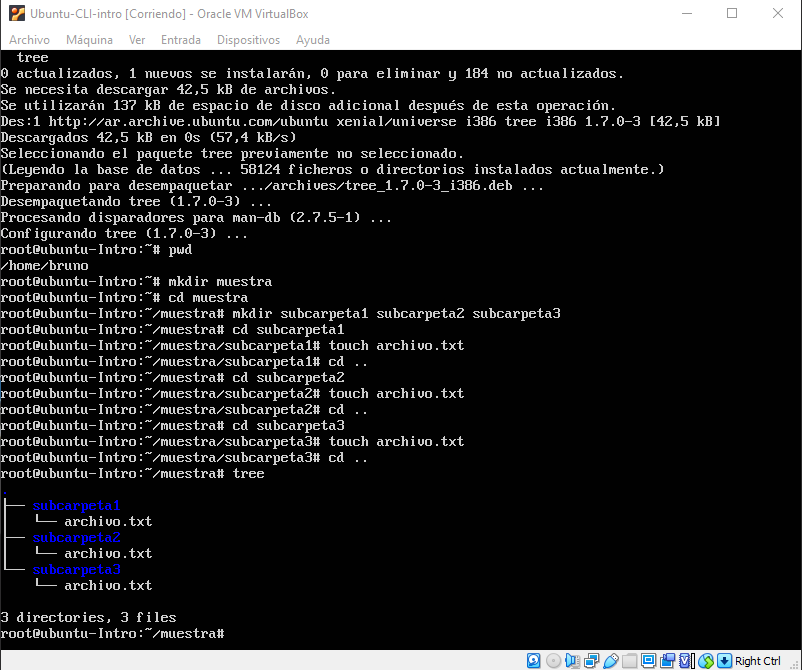 Ubuntu-CLI-intro [Corriendo] - Oracle VM VirtualBox
Archivo Máquina Ver Entrada Dispositivos Ayuda
tree
0 actualizados, 1 nuevos se instalarán, 0 para eliminar y 184 no actualizados.
Se necesita descargar 42,5 kB de archivos.
Se utilizarán 137 kB de espacio de disco adicional después de esta operación.
Des:1 http://ar.archive.ubuntu.com/ubuntu xenial/universe i386 tree i386 1.7.0-3 [42,5 kB]
Descargados 42,5 kB en 0s (57,4 kB/s)
Seleccionando el paquete tree previamente no seleccionado.
(Leyendo la base de datos ... 58124 ficheros o directorios instalados actualmente.)
Preparando para desempaquetar .../archives/tree_1.7.0-3_i386.deb ...
Desempaquetando tree (1.7.0-3) ...
Procesando disparadores para man-db (2.7.5-1) ...
Configurando tree (1.7.0-3) ...
root@ubuntu-Intro:~# pwd
/home/bruno
root@ubuntu-Intro:~# mkdir muestra
root@ubuntu-Intro:~# cd muestra
root@ubuntu-Intro:~/muestra# mkdir subcarpeta1 subcarpeta2 subcarpeta3
root@ubuntu-Intro:~/muestra# cd subcarpeta1
root@ubuntu-Intro:~/muestra/subcarpeta1# touch archivo.txt
root@ubuntu-Intro:~/muestra/subcarpeta1# cd ..
root@ubuntu-Intro:~/muestra# cd subcarpeta2
root@ubuntu-Intro:~/muestra/subcarpeta2# touch archivo.txt
root@ubuntu-Intro:~/muestra/subcarpeta2# cd ..
root@ubuntu-Intro:~/muestra# cd subcarpeta3
root@ubuntu-Intro:~/muestra/subcarpeta3# touch archivo.txt
root@ubuntu-Intro:~/muestra/subcarpeta3# cd ..
root@ubuntu-Intro:~/muestra# tree
.
├── subcarpeta1
│   └── archivo.txt
├── subcarpeta2
│   └── archivo.txt
└── subcarpeta3
    └── archivo.txt
3 directories, 3 files
root@ubuntu-Intro:~/muestra#
Right Ctrl